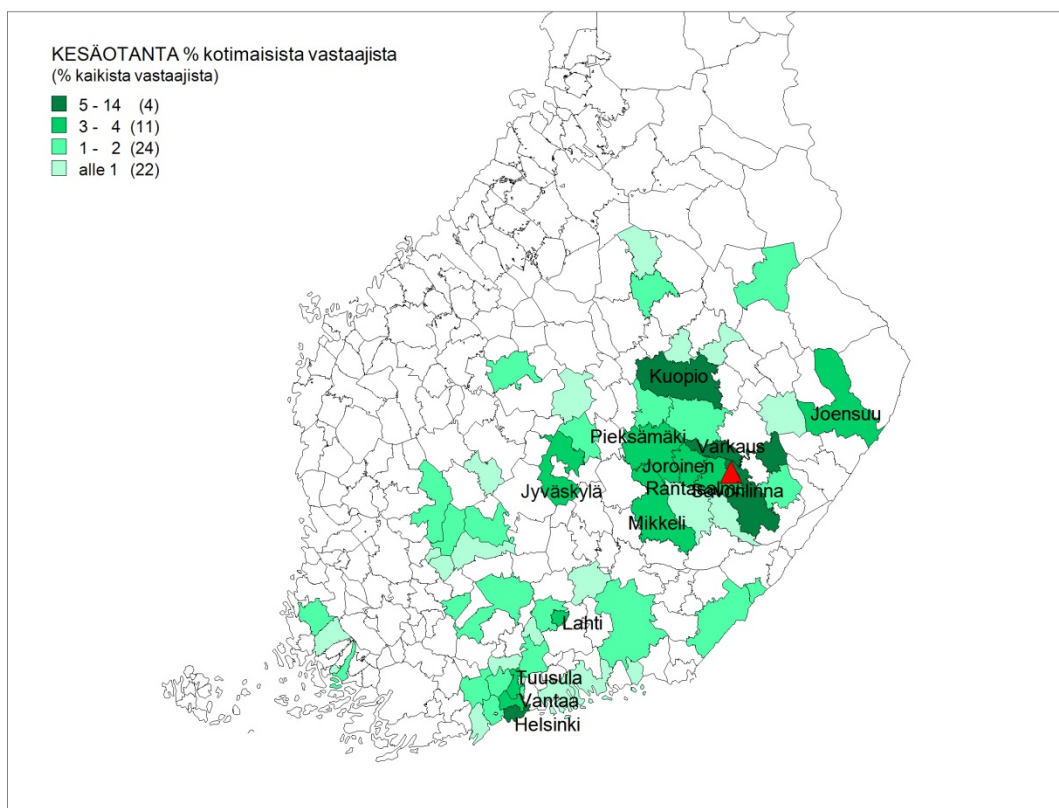 KESÄOTANTA % kotimaisista vastaajista
(% kaikista vastaajista)
5 - 14 (4)
3 - 4 (11)
1 - 2 (24)
alle 1 (22)
Kuopio
Joensuu
Pieksämäki
Varkaus
Joroinen
Rantasalmi
Savonlinna
Jyväskylä
Mikkeli
Lahti
Tuusula
Vantaa
Helsinki